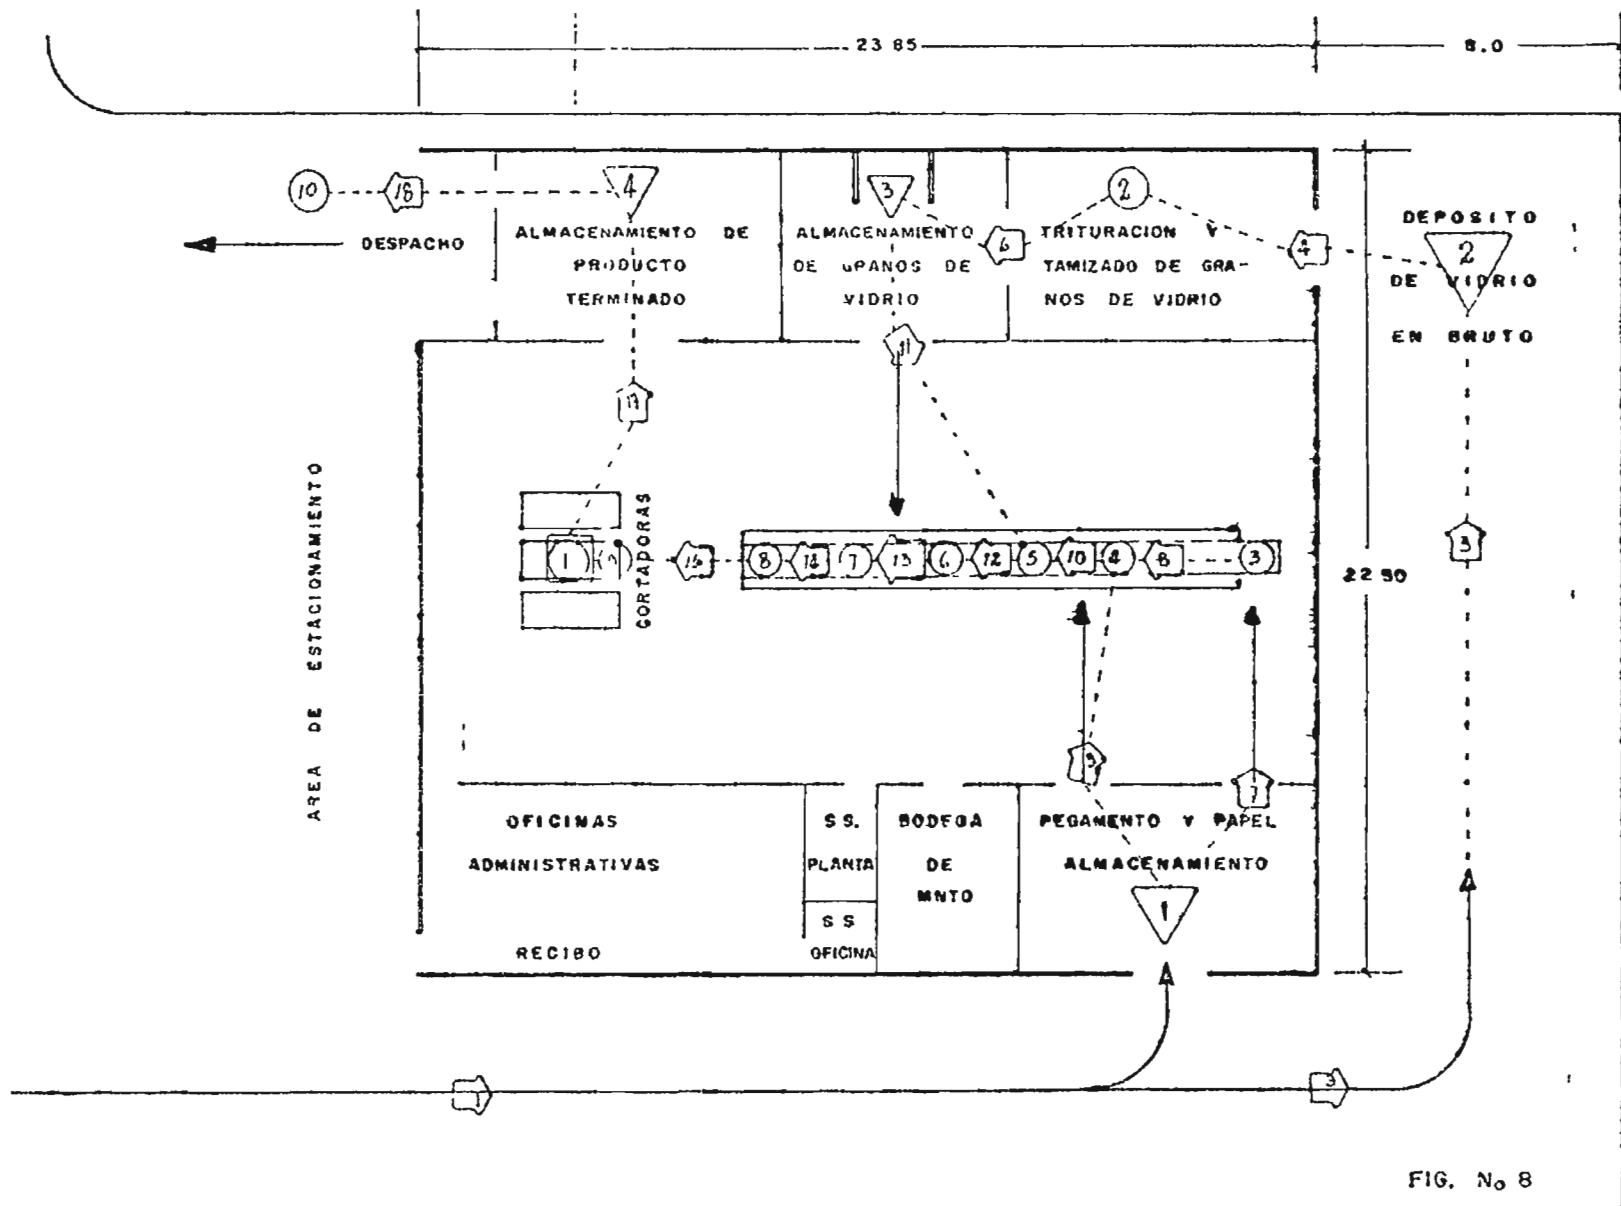 23 85
8.0
10
18
4
3
2
DESPACHO
ALMACENAMIENTO DE
PRODUCTO
TERMINADO
ALMACENAMIENTO
DE GRANOS DE
VIDRIO
6
TRITURACION Y
TAMIZADO DE GRA-
NOS DE VIDRIO
4
DEPOSITO
2
DE VIDRIO
EN BRUTO
11
17
AREA DE ESTACIONAMIENTO
CORTADORAS
1
8
7
13
6
12
5
10
4
8
3
3
22 50
9
7
OFICINAS
ADMINISTRATIVAS
RECIBO
S S.
PLANTA
S S
OFICINA
BODEGA
DE
MNTO
PEGAMENTO Y PAPEL
ALMACENAMIENTO
1
1
3
FIG. No 8